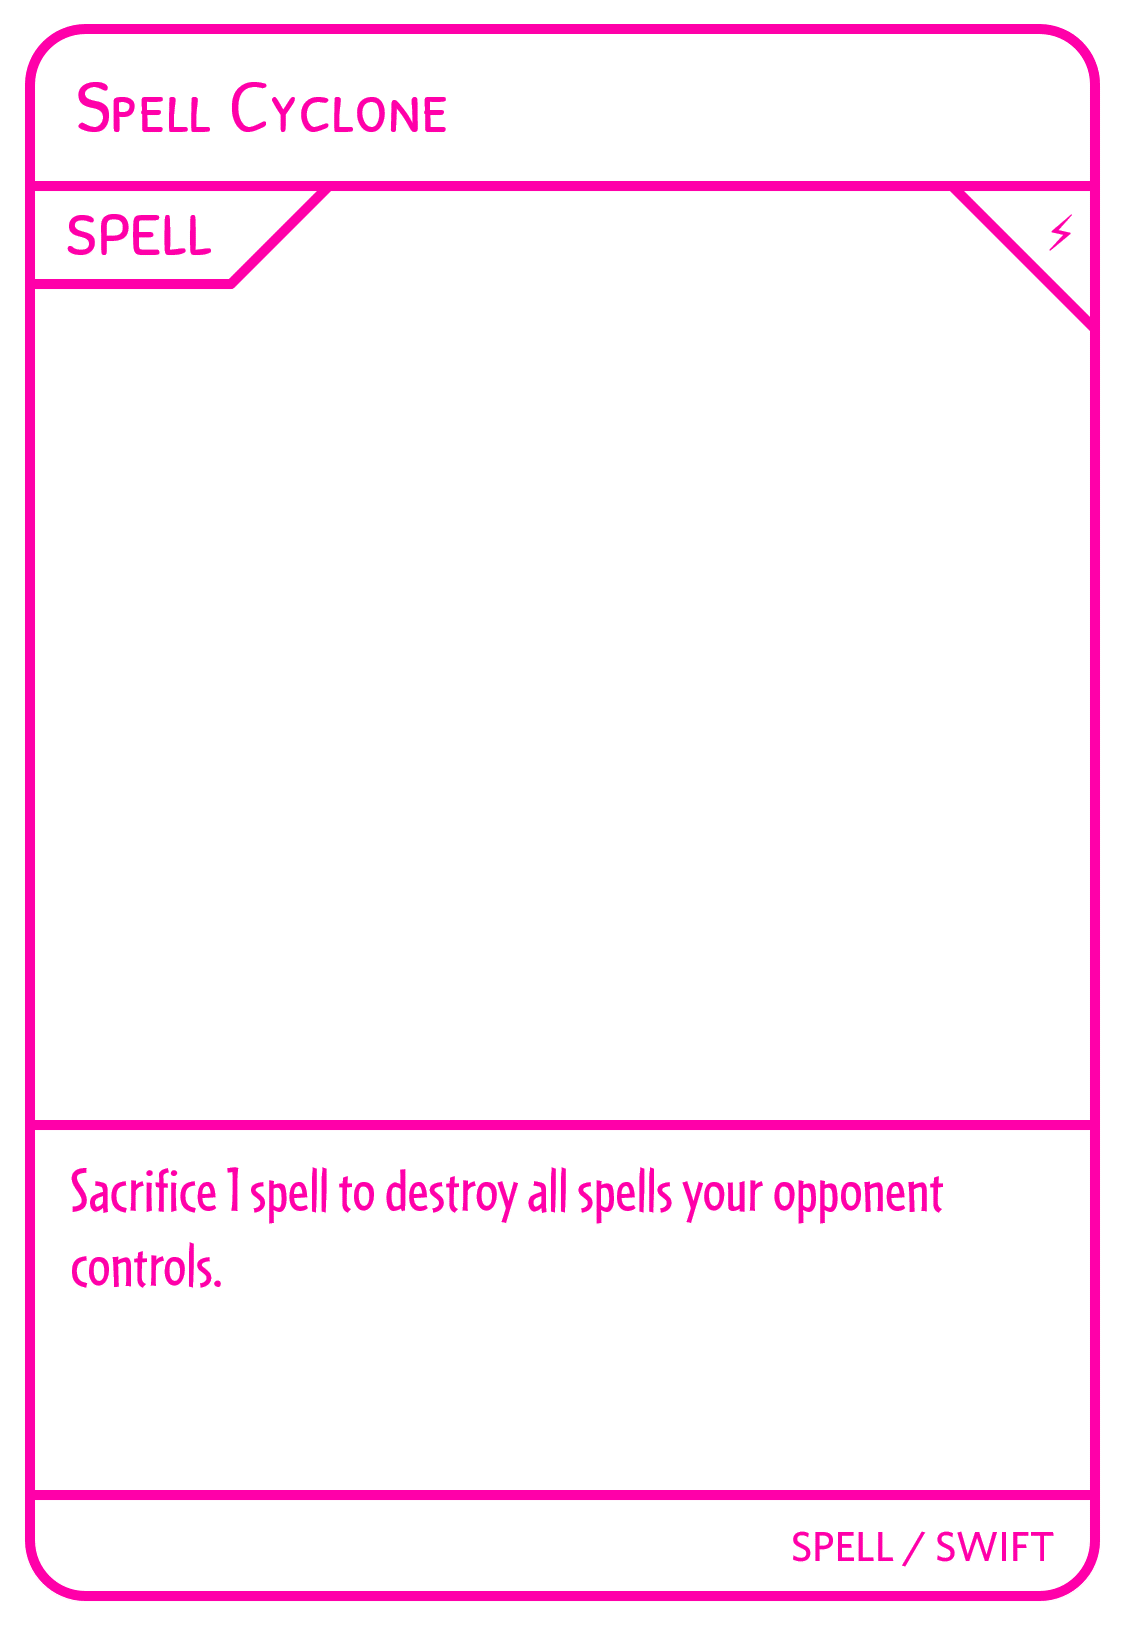 Spell Cyclone
SPELL
⚡
Sacrifice 1 spell to destroy all spells your opponent
controls.
SPELL / SWIFT